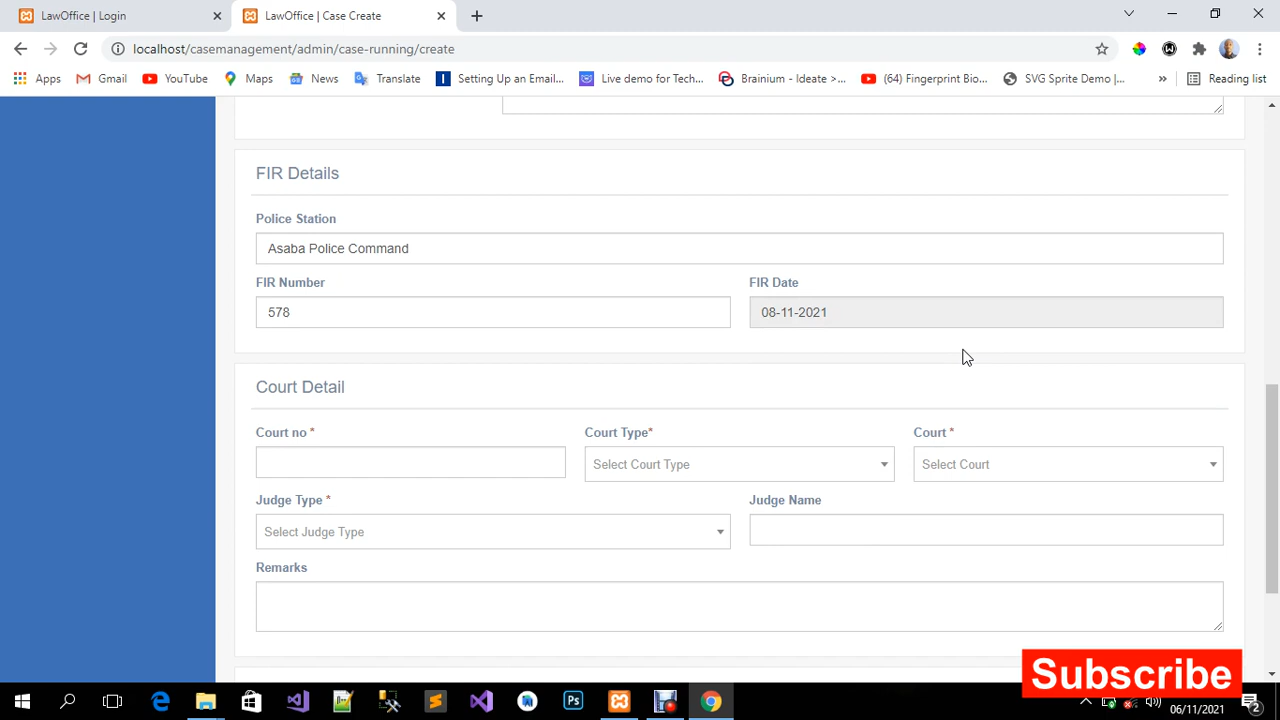 LawOffice | Login
LawOffice | Case Create
localhost/casemanagement/admin/case-running/create
Apps
Gmail
YouTube
Maps
News
Translate
Setting Up an Email...
Live demo for Tech...
Brainium - Ideate >...
(64) Fingerprint Bio...
SVG Sprite Demo |...
»
Reading list
FIR Details
Police Station
Asaba Police Command
FIR Number
FIR Date
578
08-11-2021
Court Detail
Court no *
Court Type*
Court *
Select Court Type
Select Court
Judge Type *
Judge Name
Select Judge Type
Remarks
Subscribe
06/11/2021
2